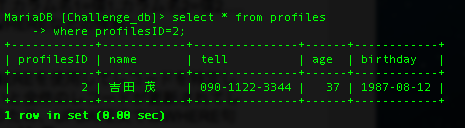 MariaDB [Challenge_db]> select * from profiles
    -> where profilesID=2;
+------------+-----------+---------------+------+------------+
| profilesID | name      | tell          | age  | birthday   |
+------------+-----------+---------------+------+------------+
|          2 | 吉田 茂   | 090-1122-3344 |   37 | 1987-08-12 |
+------------+-----------+---------------+------+------------+
1 row in set (0.00 sec)